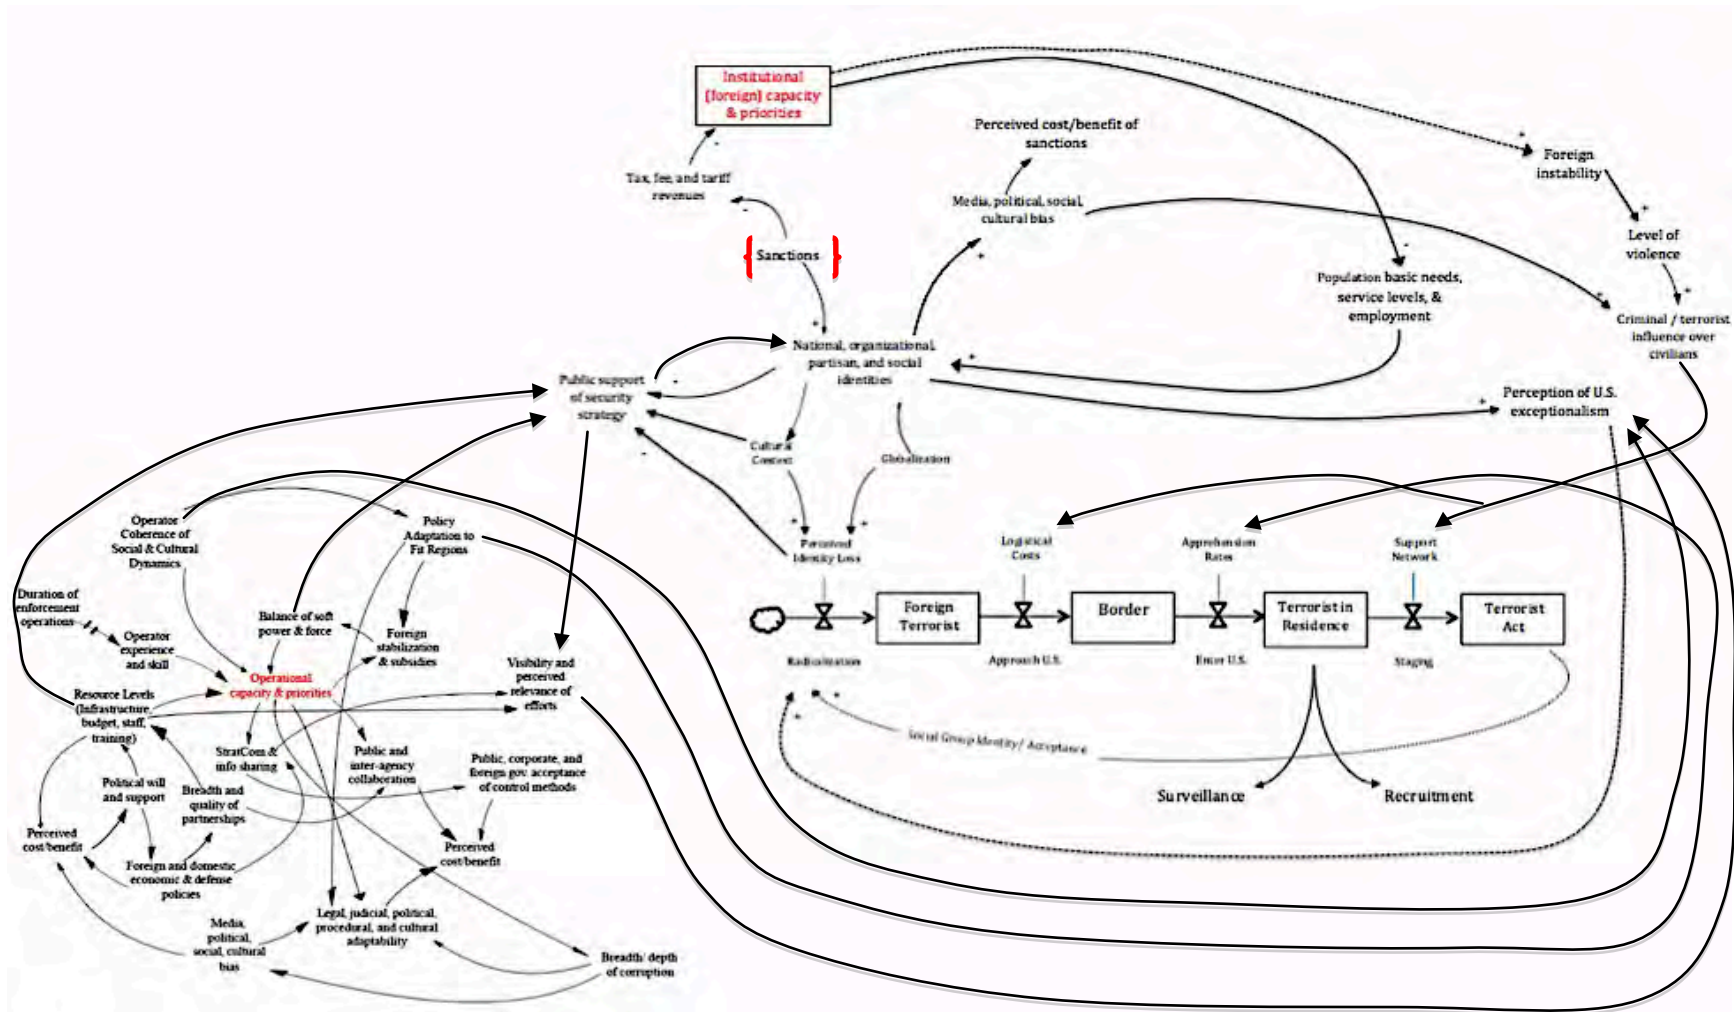 Institutional
(foreign) capacity
& priorities
Perceived cost/benefit of
sanctions
Foreign
instability
Tax, fee, and tariff
revenues
Media, political, social,
cultural bias
Level of
violence
Sanctions
Population basic needs,
service levels, &
employment
Criminal / terrorist
influence over
civilians
National, organizational,
partisan, and social
identities
Public support
of security
strategy
Perception of U.S.
exceptionalism
Cultural
Context
Globalization
Operator
Coherence of
Social & Cultural
Dynamics
Policy
Adaptation to
Fit Regions
Perceived
Identity Loss
Logistical
Costs
Apprehension
Rates
Support
Network
Duration of
enforcement
operations
Operator
experience
and skill
Balance of soft
power & force
Foreign
stabilization
& subsidies
Foreign
Terrorist
Border
Terrorist in
Residence
Terrorist
Act
Radicalization
Approach U.S.
Enter U.S.
Staging
Operational
capacity & priorities
Visibility and
perceived
relevance of
efforts
Resource Levels
(Infrastructure,
budget, staff,
training)
StratCom &
info sharing
Public and
inter-agency
collaboration
Public, corporate, and
foreign gov. acceptance
of control methods
Social Group Identity/ Acceptance
Surveillance
Recruitment
Political will
and support
Breadth and
quality of
partnerships
Perceived
cost/benefit
Perceived
cost/benefit
Foreign and domestic
economic & defense
policies
Legal, judicial, political,
procedural, and cultural
adaptability
Media,
political,
social, cultural
bias
Breadth/ depth
of corruption